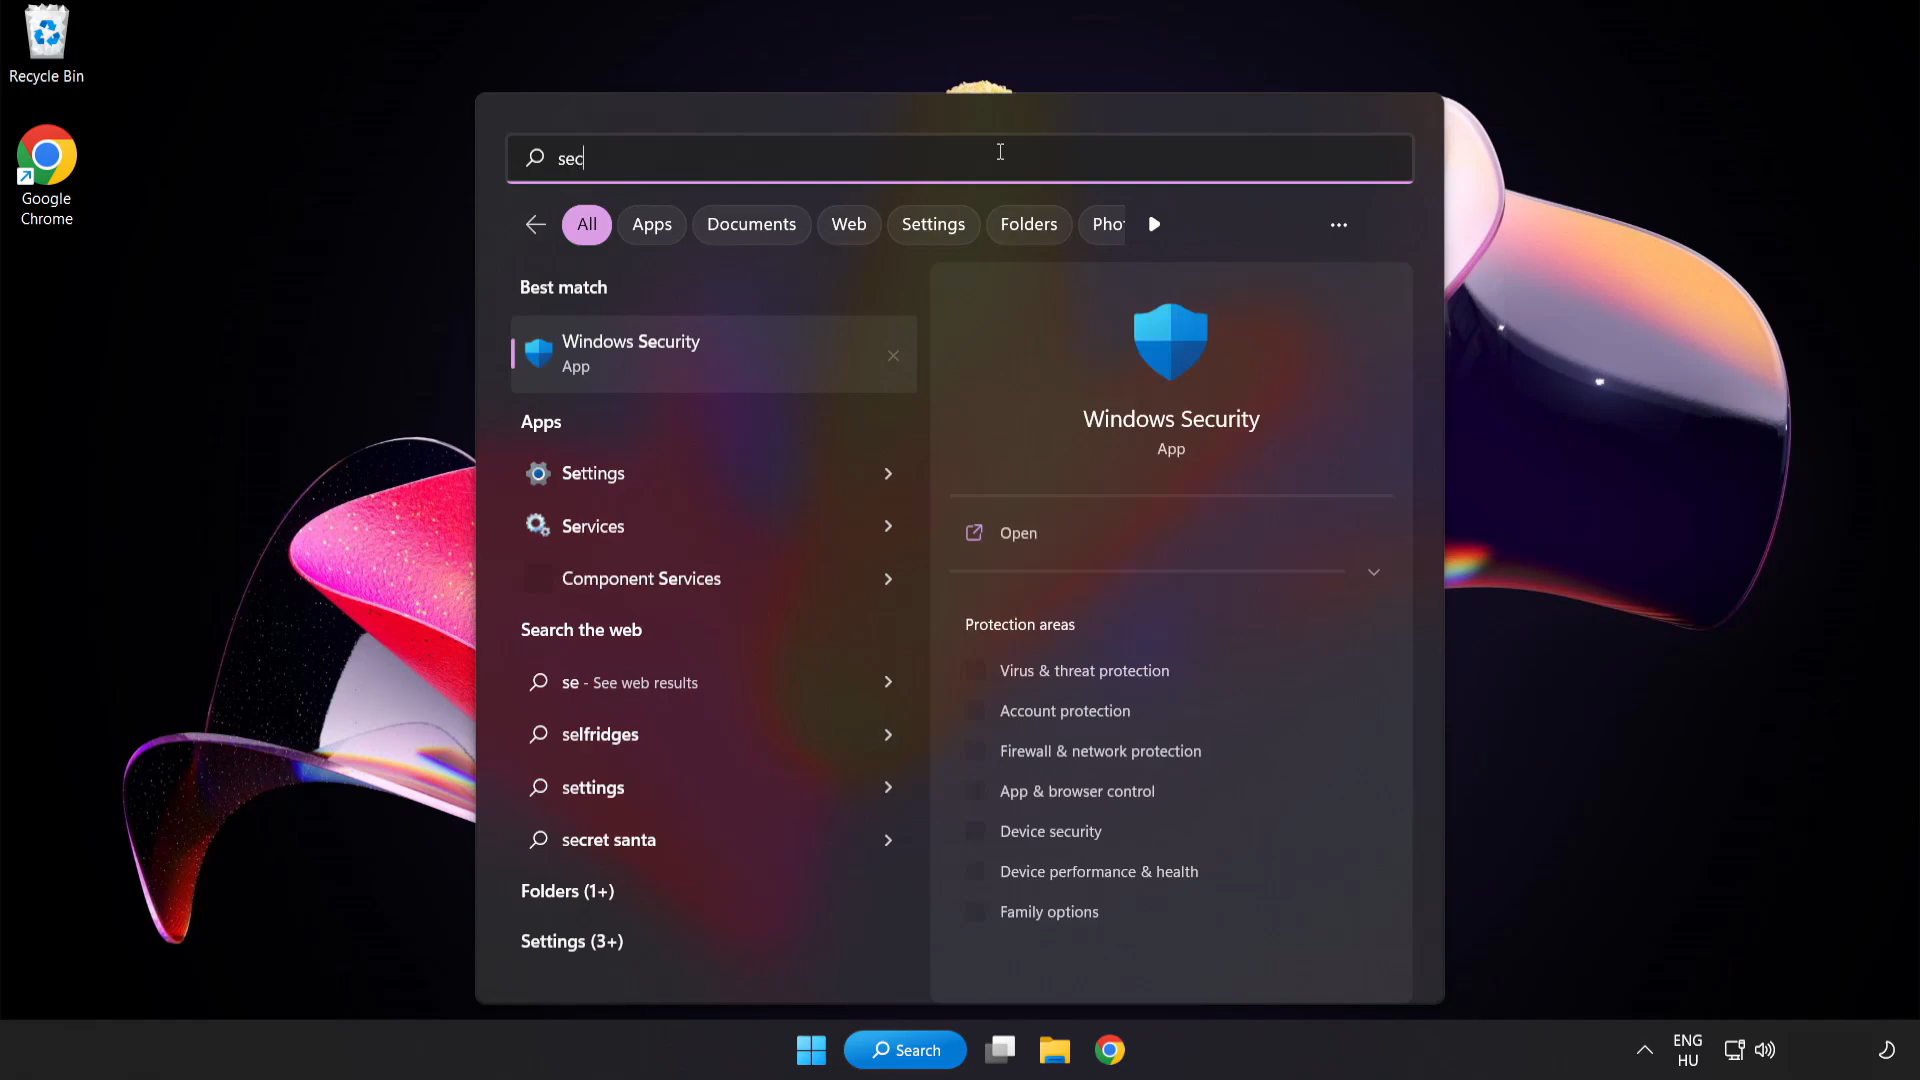 Recycle Bin
Google
Chrome
sec
All
Apps
Documents
Web
Settings
Folders
Best match
Windows Security
App
Apps
Settings
Services
Component Services
Search the web
se - See web results
selfridges
settings
secret santa
Folders (1+)
Settings (3+)
Windows Security
App
Open
Protection areas
Virus & threat protection
Account protection
Firewall & network protection
App & browser control
Device security
Device performance & health
Family options
Search
ENG
HU